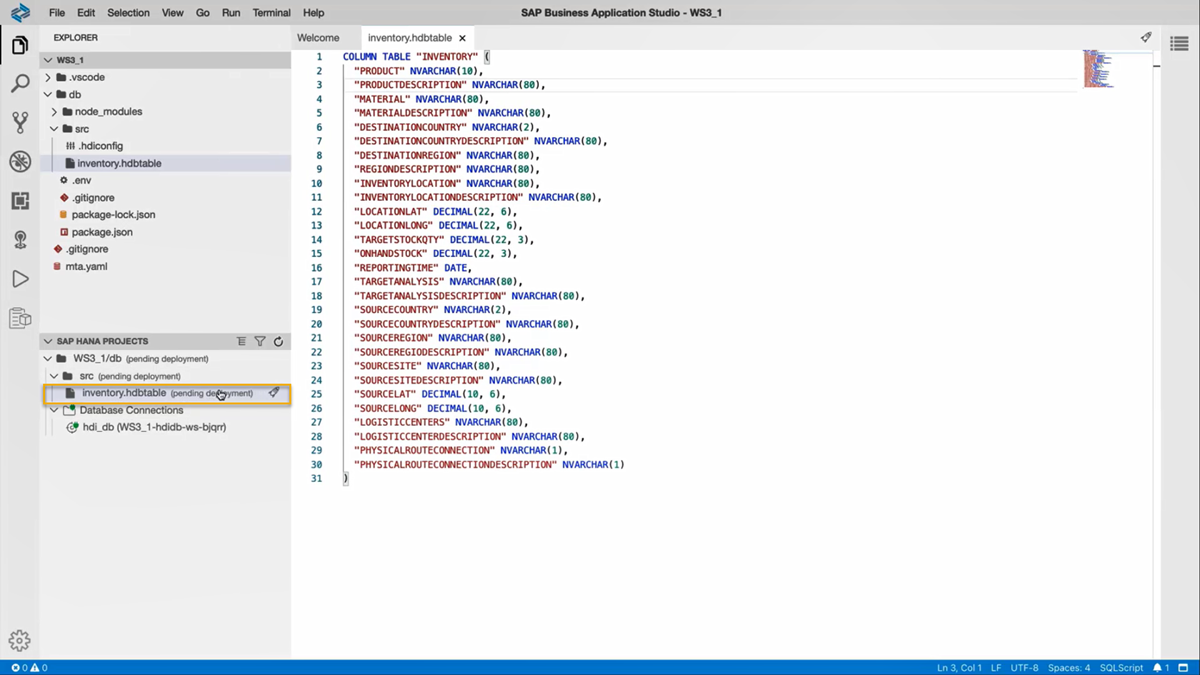 File Edit Selection View Go Run Terminal Help
SAP Business Application Studio - WS3_1
EXPLORER
WS3_1
.vscode
db
node_modules
src
.hdiconfig
inventory.hdbtable
.env
.gitignore
package-lock.json
package.json
.gitignore
mta.yaml
SAP HANA PROJECTS
WS3_1/db (pending deployment)
src (pending deployment)
inventory.hdbtable (pending deployment)
Database Connections
hdi_db (WS3_1-hdidb-ws-bjqrr)
Welcome inventory.hdbtable
1 COLUMN TABLE "INVENTORY" (
2 "PRODUCT" NVARCHAR(10),
3 "PRODUCTDESCRIPTION" NVARCHAR(80),
4 "MATERIAL" NVARCHAR(80),
5 "MATERIALDESCRIPTION" NVARCHAR(80),
6 "DESTINATIONCOUNTRY" NVARCHAR(2),
7 "DESTINATIONCOUNTRYDESCRIPTION" NVARCHAR(80),
8 "DESTINATIONREGION" NVARCHAR(80),
9 "REGIONDESCRIPTION" NVARCHAR(80),
10 "INVENTORYLOCATION" NVARCHAR(80),
11 "INVENTORYLOCATIONDESCRIPTION" NVARCHAR(80),
12 "LOCATIONLAT" DECIMAL(22, 6),
13 "LOCATIONLONG" DECIMAL(22, 6),
14 "TARGETSTOCKQTY" DECIMAL(22, 3),
15 "ONHANDSTOCK" DECIMAL(22, 3),
16 "REPORTINGTIME" DATE,
17 "TARGETANALYSIS" NVARCHAR(80),
18 "TARGETANALYSISDESCRIPTION" NVARCHAR(80),
19 "SOURCECOUNTRY" NVARCHAR(2),
20 "SOURCECOUNTRYDESCRIPTION" NVARCHAR(80),
21 "SOURCEREGION" NVARCHAR(80),
22 "SOURCEREGIODESCRIPTION" NVARCHAR(80),
23 "SOURCESITE" NVARCHAR(80),
24 "SOURCESITEDESCRIPTION" NVARCHAR(80),
25 "SOURCELAT" DECIMAL(10, 6),
26 "SOURCELONG" DECIMAL(10, 6),
27 "LOGISTICCENTERS" NVARCHAR(80),
28 "LOGISTICCENTERDESCRIPTION" NVARCHAR(80),
29 "PHYSICALROUTECONNECTION" NVARCHAR(1),
30 "PHYSICALROUTECONNECTIONDESCRIPTION" NVARCHAR(1)
31 )
0 0
Ln 3, Col 1 LF UTF-8 Spaces: 4 SQLScript 1